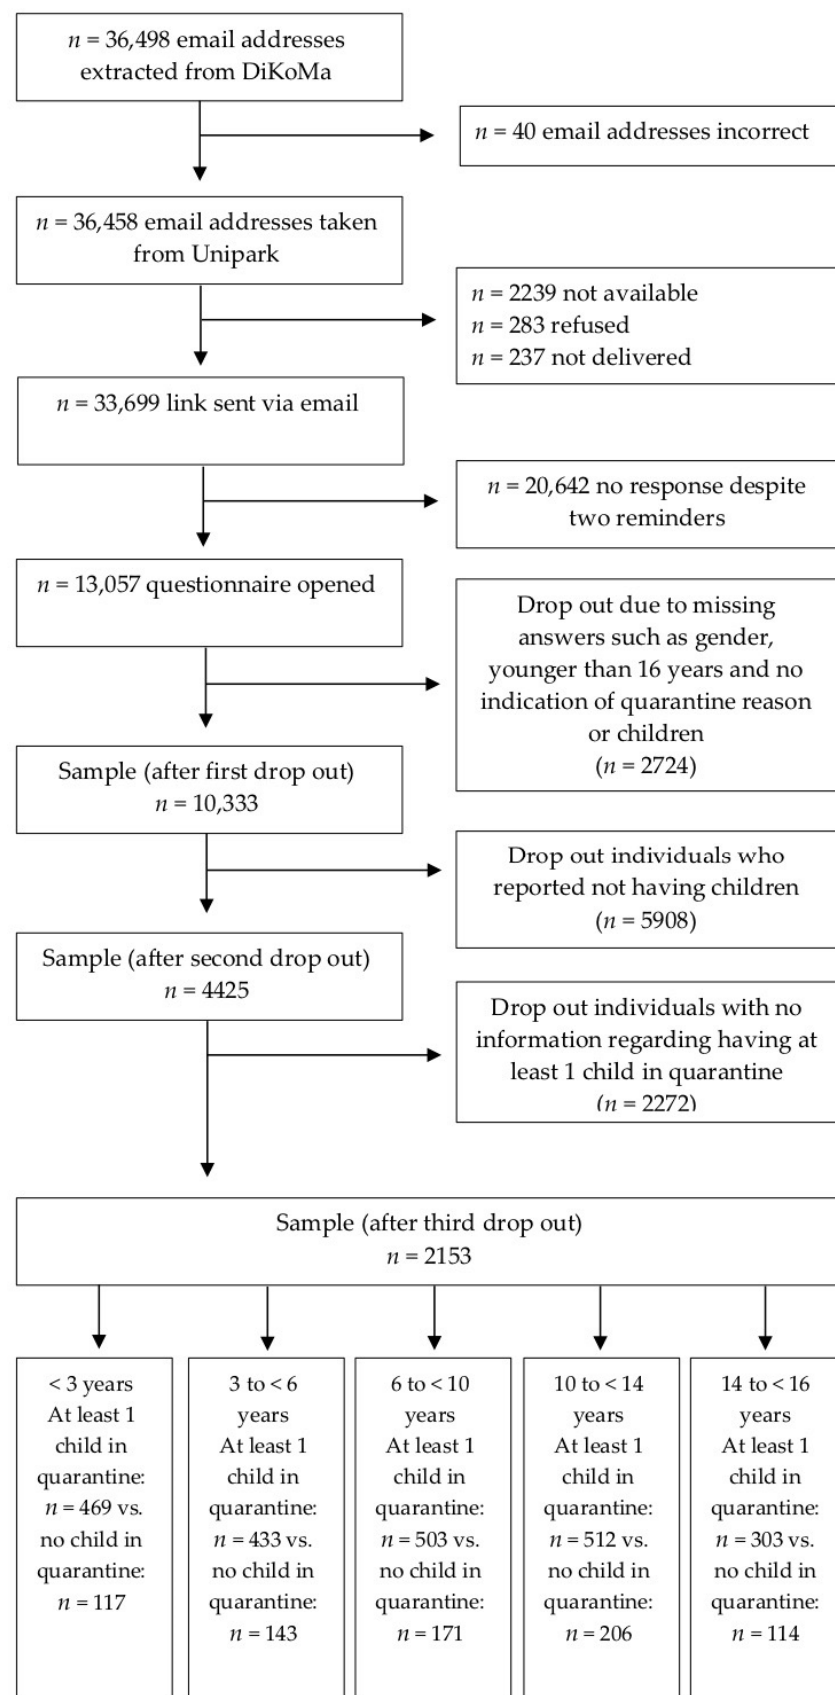 n = 36,498 email addresses
extracted from DiKoMa
n = 40 email addresses incorrect
n = 36,458 email addresses taken
from Unipark
n = 2239 not available
n = 283 refused
n = 237 not delivered
n = 33,699 link sent via email
n = 20,642 no response despite
two reminders
n = 13,057 questionnaire opened
Drop out due to missing
answers such as gender,
younger than 16 years and no
indication of quarantine reason
or children
(n = 2724)
Sample (after first drop out)
n = 10,333
Drop out individuals who
reported not having children
(n = 5908)
Sample (after second drop out)
n = 4425
Drop out individuals with no
information regarding having at
least 1 child in quarantine
(n = 2272)
Sample (after third drop out)
n = 2153
< 3 years
At least 1
child in
quarantine:
n = 469 vs.
no child in
quarantine:
n = 117
3 to < 6
years
At least 1
child in
quarantine:
n = 433 vs.
no child in
quarantine:
n = 143
6 to < 10
years
At least 1
child in
quarantine:
n = 503 vs.
no child in
quarantine:
n = 171
10 to < 14
years
At least 1
child in
quarantine:
n = 512 vs.
no child in
quarantine:
n = 206
14 to < 16
years
At least 1
child in
quarantine:
n = 303 vs.
no child in
quarantine:
n = 114